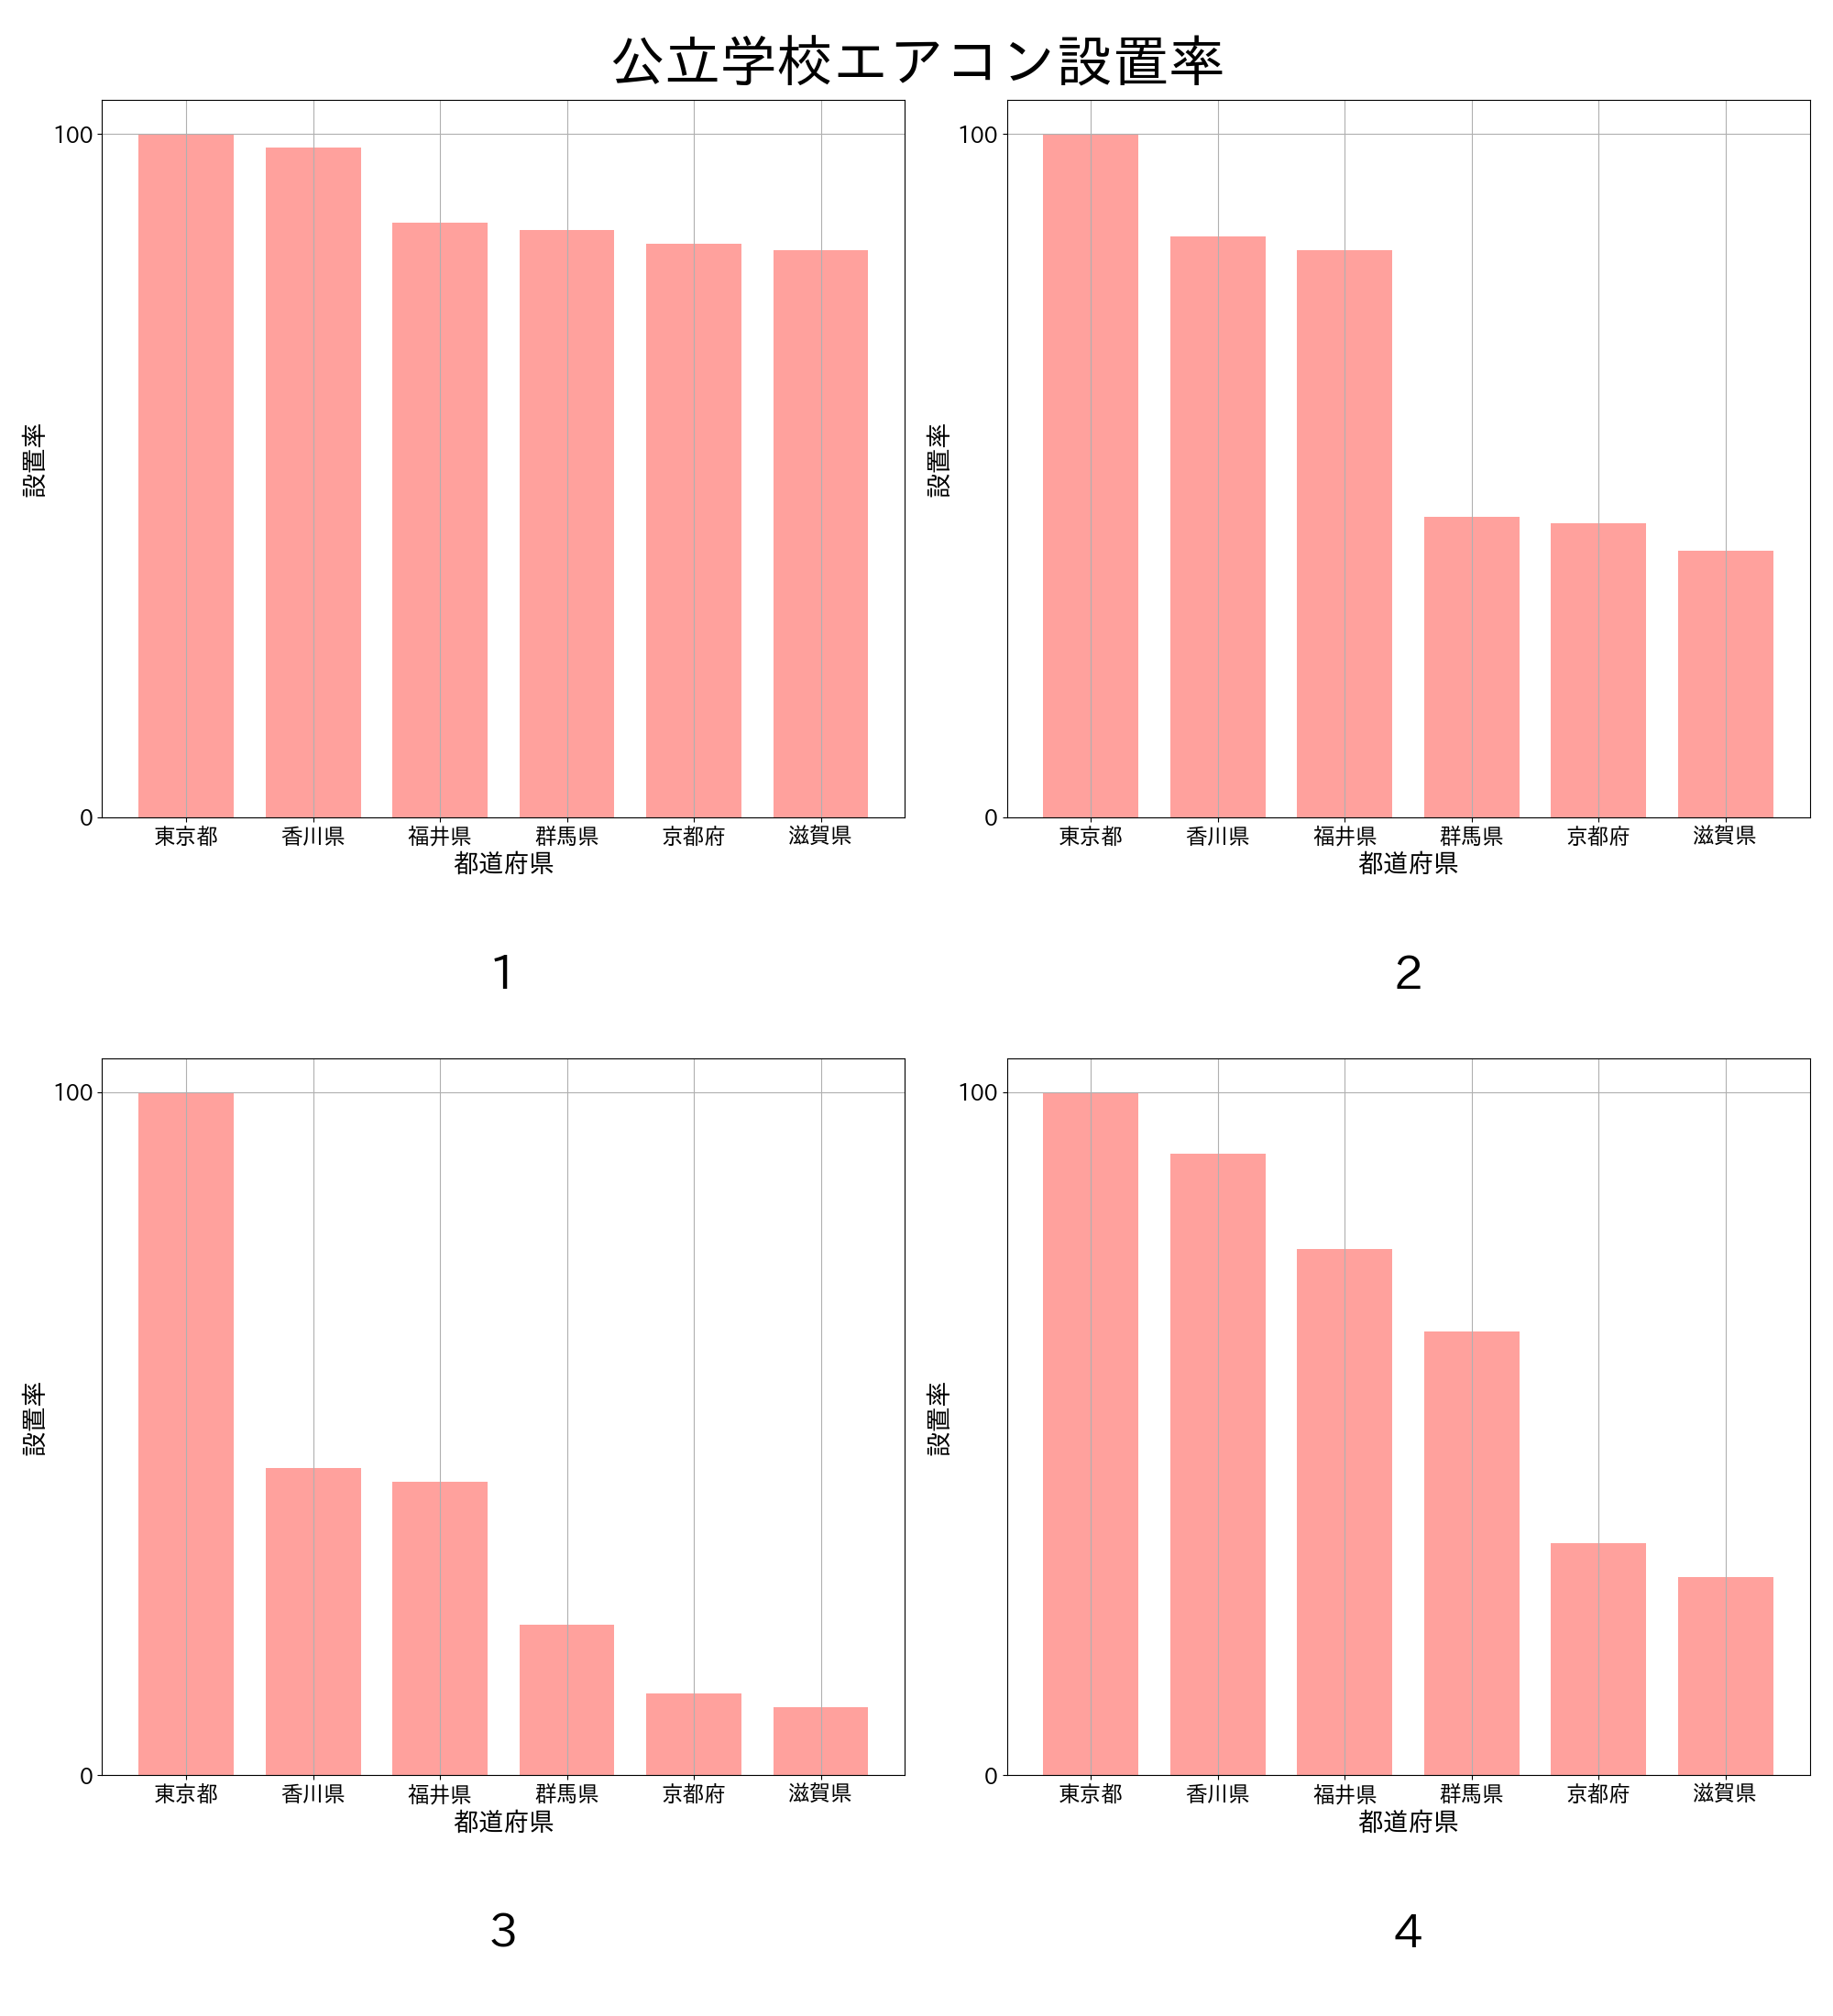 公立学校エアコン設置率
100
0
設置率
東京都 香川県 福井県 群馬県 京都府 滋賀県
都道府県
1
100
0
設置率
東京都 香川県 福井県 群馬県 京都府 滋賀県
都道府県
2
100
0
設置率
東京都 香川県 福井県 群馬県 京都府 滋賀県
都道府県
3
100
0
設置率
東京都 香川県 福井県 群馬県 京都府 滋賀県
都道府県
4